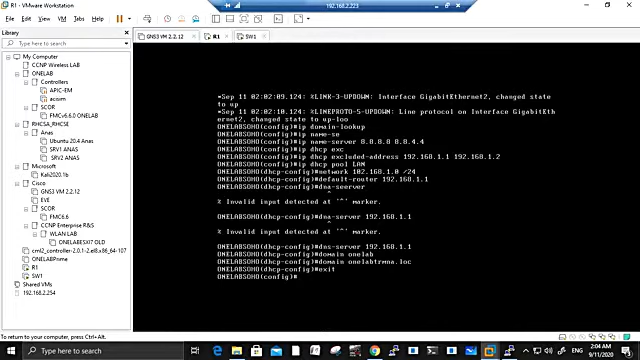 R1 - VMware Workstation
192.168.2.223
File Edit View VM Tabs Help
Library
GNS3 VM 2.2.12
R1
SW1
Type here to search
My Computer
CCNP Wireless LAB
ONELAB
Controllers
APIC-EM
acisim
SCOR
FMCv6.6.0 ONELAB
RHCSA_RHCSE
Anas
Ubuntu 20.4 Anas
SRV1 ANAS
SRV2 ANAS
Microsoft
Kali2020.1b
Cisco
GNS3 VM 2.2.12
EVE
SCOR
FMC6.6
CCNP Enterprise R&S
WLAN LAB
ONELABESXI7 OLD
cml2_controller-2.0.1-2.el8.x86_64-127
ONELABPrime
R1
SW1
Shared VMs
192.168.2.254
*Sep 11 02:02:09.124: %LINK-3-UPDOWN: Interface GigabitEthernet2, changed state
to up
*Sep 11 02:02:10.124: %LINEPROTO-5-UPDOWN: Line protocol on Interface GigabitEth
ernet2, changed state to up-loo
ONELABSOHO(config)#ip domain-lookup
ONELABSOHO(config)#ip name-se
ONELABSOHO(config)#ip name-server 8.8.8.8 8.8.4.4
ONELABSOHO(config)#ip dhcp exc
ONELABSOHO(config)#ip dhcp excluded-address 192.168.1.1 192.168.1.2
ONELABSOHO(config)#ip dhcp pool LAN
ONELABSOHO(dhcp-config)#network 192.168.1.0 /24
ONELABSOHO(dhcp-config)#default-router 192.168.1.1
ONELABSOHO(dhcp-config)#dna-seerver
^
% Invalid input detected at '^' marker.
ONELABSOHO(dhcp-config)#dna-server 192.168.1.1
^
% Invalid input detected at '^' marker.
ONELABSOHO(dhcp-config)#dns-server 192.168.1.1
ONELABSOHO(dhcp-config)#domain onelab
ONELABSOHO(dhcp-config)#domain onelabtrmna.loc
ONELABSOHO(dhcp-config)#exit
ONELABSOHO(config)#
To return to your computer, press Ctrl+Alt.
Type here to search
2:04 AM
9/11/2020